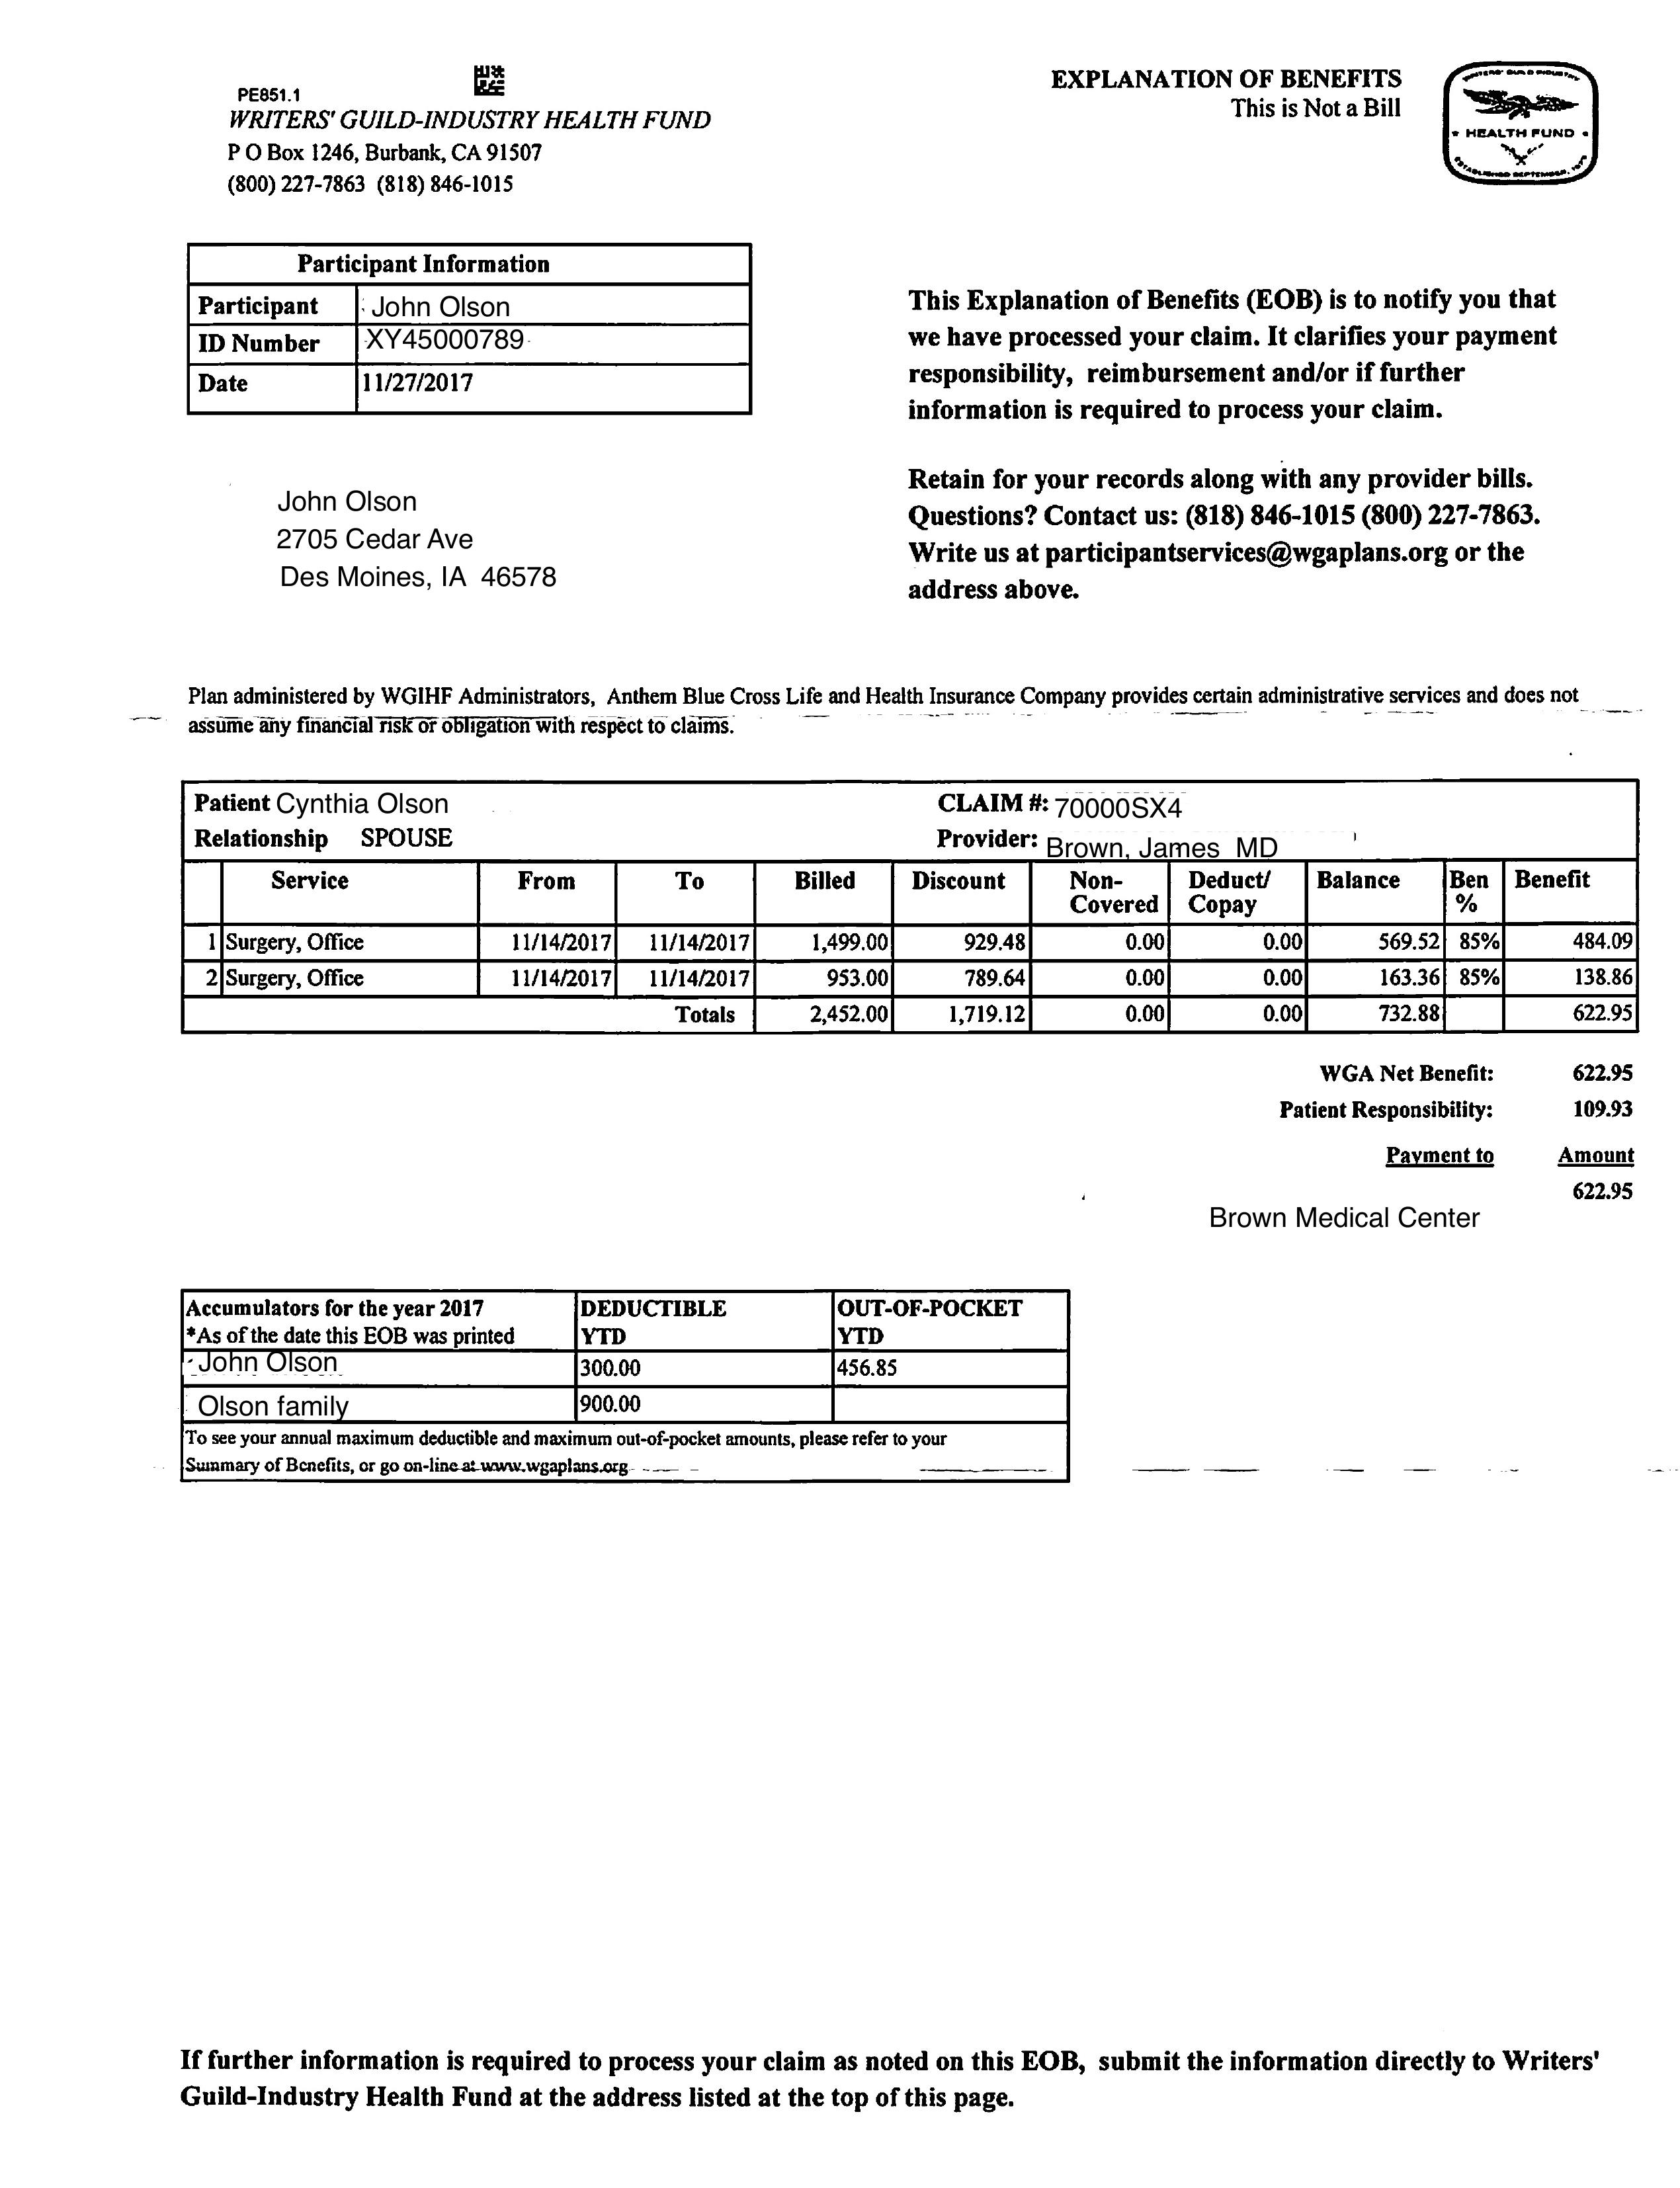 PE851.1
WRITERS' GUILD-INDUSTRY HEALTH FUND
P O Box 1246, Burbank, CA 91507
(800) 227-7863 (818) 846-1015
EXPLANATION OF BENEFITS
This is Not a Bill
WRITERS' GUILD INDUSTRY
* HEALTH FUND *
ESTABLISHED SEPTEMBER, 1973
Participant Information
Participant John Olson
ID Number XY45000789
Date 11/27/2017
This Explanation of Benefits (EOB) is to notify you that
we have processed your claim. It clarifies your payment
responsibility, reimbursement and/or if further
information is required to process your claim.
John Olson
2705 Cedar Ave
Des Moines, IA 46578
Retain for your records along with any provider bills.
Questions? Contact us: (818) 846-1015 (800) 227-7863.
Write us at participantservices@wgaplans.org or the
address above.
Plan administered by WGIHF Administrators, Anthem Blue Cross Life and Health Insurance Company provides certain administrative services and does not
assume any financial risk or obligation with respect to claims.
Patient Cynthia Olson CLAIM #: 70000SX4
Relationship SPOUSE Provider: Brown, James MD
Service From To Billed Discount Non-Covered Deduct/Copay Balance Ben % Benefit
1 Surgery, Office 11/14/2017 11/14/2017 1,499.00 929.48 0.00 0.00 569.52 85% 484.09
2 Surgery, Office 11/14/2017 11/14/2017 953.00 789.64 0.00 0.00 163.36 85% 138.86
Totals 2,452.00 1,719.12 0.00 0.00 732.88 622.95
WGA Net Benefit: 622.95
Patient Responsibility: 109.93
Payment to Amount
622.95
Brown Medical Center
Accumulators for the year 2017 DEDUCTIBLE OUT-OF-POCKET
*As of the date this EOB was printed YTD YTD
John Olson 300.00 456.85
Olson family 900.00
To see your annual maximum deductible and maximum out-of-pocket amounts, please refer to your
Summary of Benefits, or go on-line at www.wgaplans.org
If further information is required to process your claim as noted on this EOB, submit the information directly to Writers'
Guild-Industry Health Fund at the address listed at the top of this page.